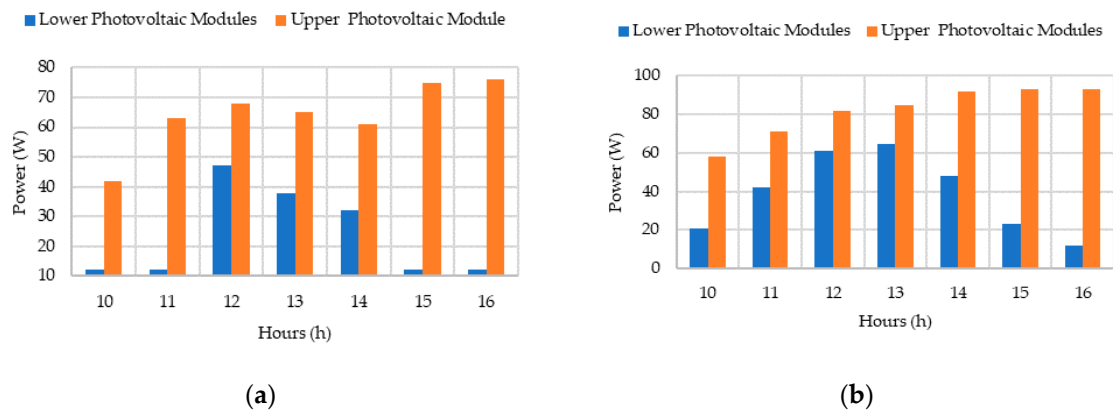 Lower Photovoltaic Modules Upper Photovoltaic Module
80
70
60
50
40
30
20
10
Power (W)
10 11 12 13 14 15 16
Hours (h)
(a)
Lower Photovoltaic Modules Upper Photovoltaic Modules
100
80
60
40
20
0
Power (W)
10 11 12 13 14 15 16
Hours (h)
(b)